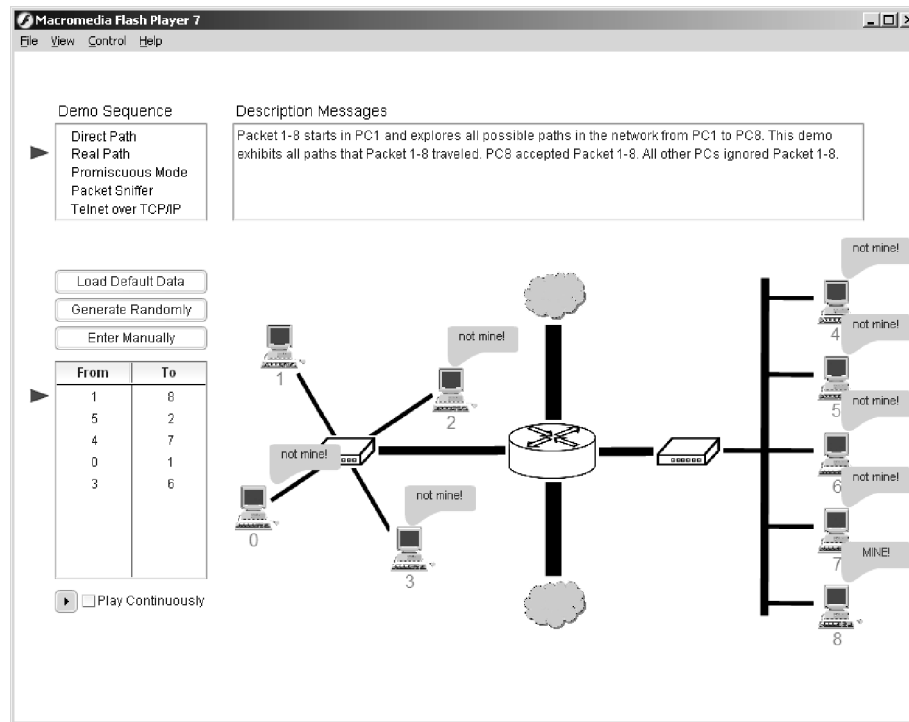 Macromedia Flash Player 7
File View Control Help
Demo Sequence
Direct Path
Real Path
Promiscuous Mode
Packet Sniffer
Telnet over TCP/IP
Description Messages
Packet 1-8 starts in PC1 and explores all possible paths in the network from PC1 to PC8. This demo
exhibits all paths that Packet 1-8 traveled. PC8 accepted Packet 1-8. All other PCs ignored Packet 1-8.
Load Default Data
Generate Randomly
Enter Manually
From To
1 8
5 2
4 7
0 1
3 6
Play Continuously
1
not mine!
2
not mine!
0
not mine!
3
not mine!
4
not mine!
5
not mine!
6
not mine!
7
MINE!
8